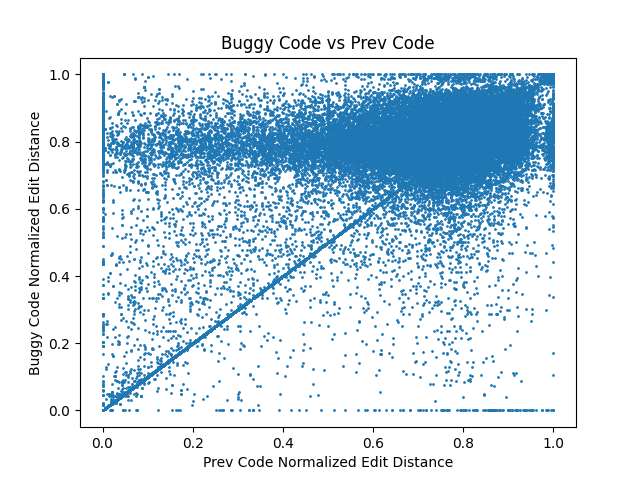 Buggy Code vs Prev Code
1.0
0.8
0.6
0.4
0.2
0.0
Buggy Code Normalized Edit Distance
0.0 0.2 0.4 0.6 0.8 1.0
Prev Code Normalized Edit Distance